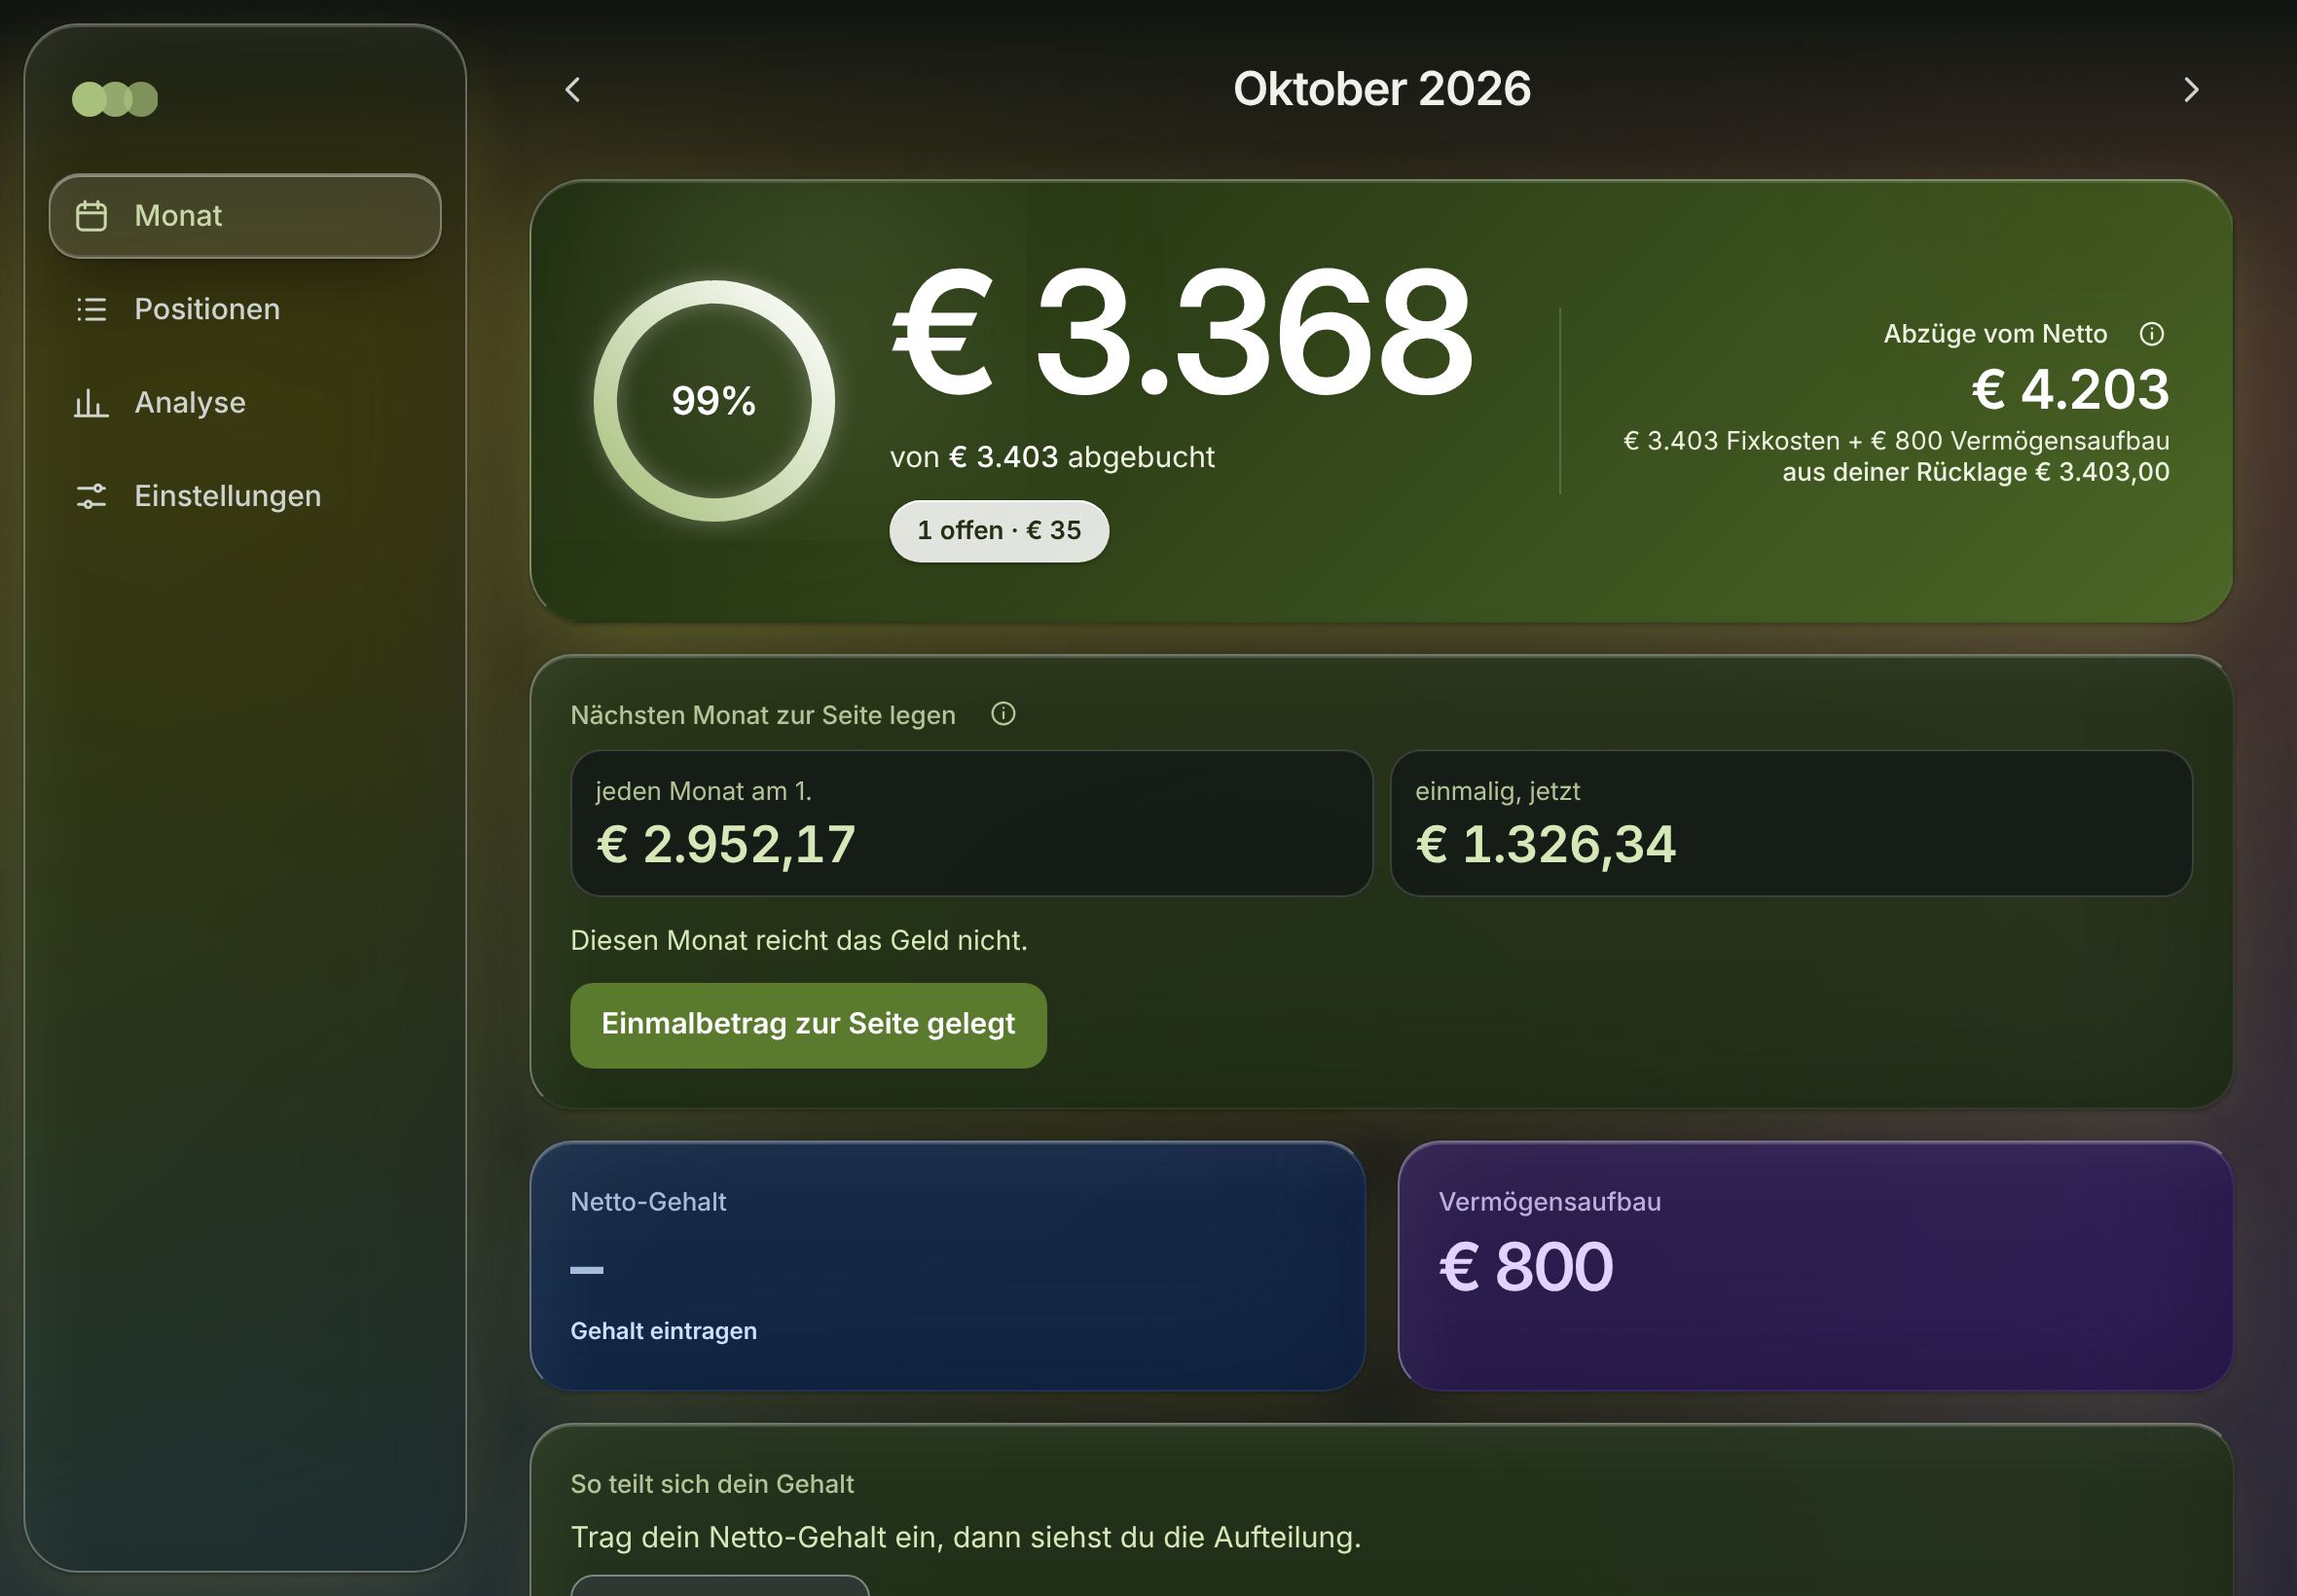 Oktober 2026
Monat
Positionen
Analyse
Einstellungen
99%
€ 3.368
von € 3.403 abgebucht
1 offen · € 35
Abzüge vom Netto
€ 4.203
€ 3.403 Fixkosten + € 800 Vermögensaufbau
aus deiner Rücklage € 3.403,00
Nächsten Monat zur Seite legen
jeden Monat am 1.
€ 2.952,17
einmalig, jetzt
€ 1.326,34
Diesen Monat reicht das Geld nicht.
Einmalbetrag zur Seite gelegt
Netto-Gehalt
–
Gehalt eintragen
Vermögensaufbau
€ 800
So teilt sich dein Gehalt
Trag dein Netto-Gehalt ein, dann siehst du die Aufteilung.